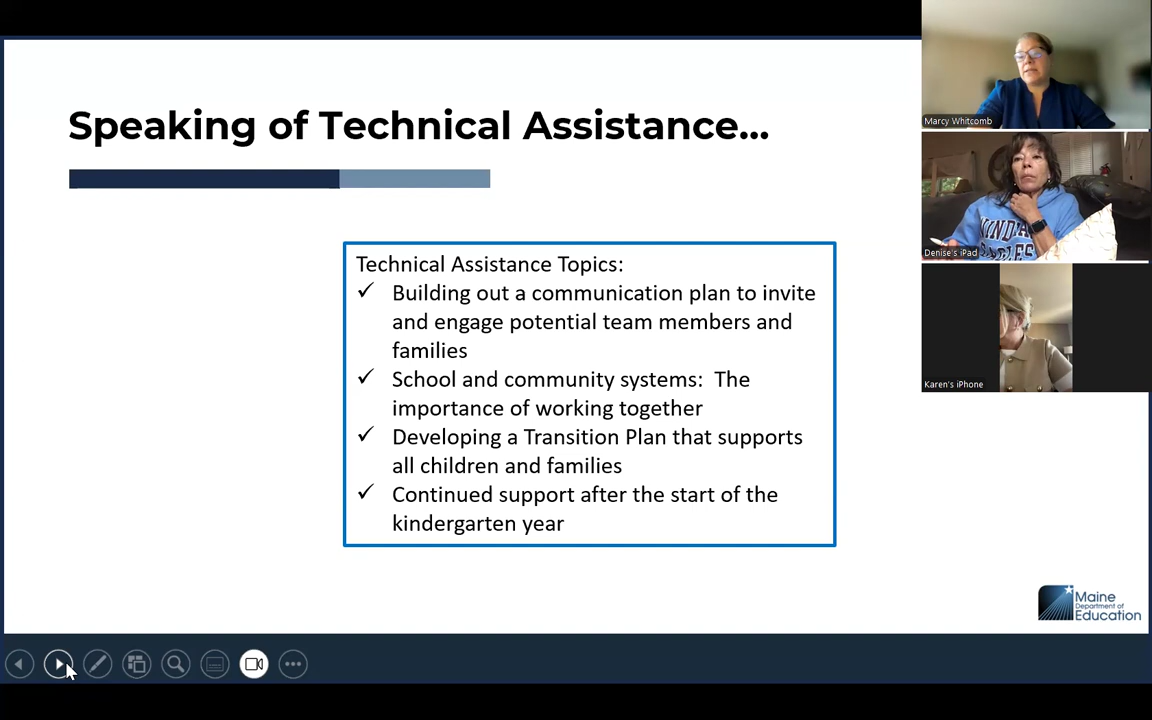 Speaking of Technical Assistance...
Technical Assistance Topics:
✓ Building out a communication plan to invite
and engage potential team members and
families
✓ School and community systems:  The
importance of working together
✓ Developing a Transition Plan that supports
all children and families
✓ Continued support after the start of the
kindergarten year
Maine
Department of
Education
Marcy Whitcomb
Denise's iPad
Karen's iPhone